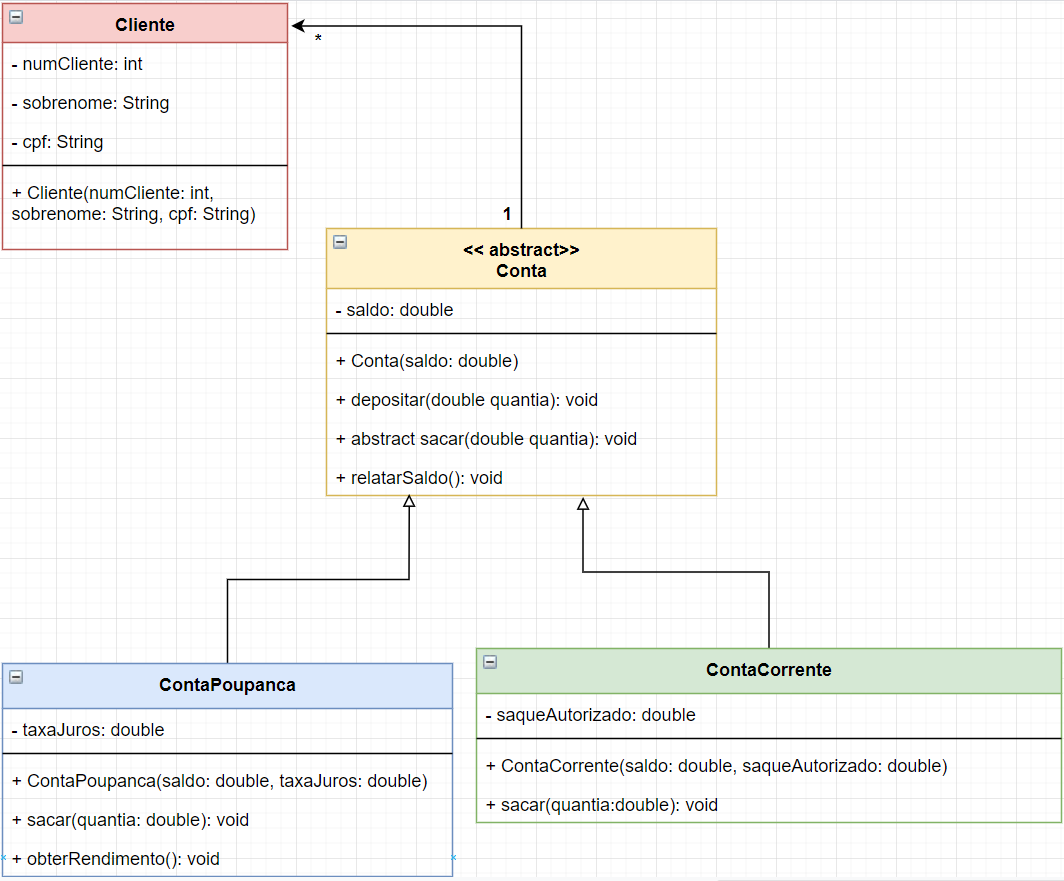 Cliente
- numCliente: int
- sobrenome: String
- cpf: String
+ Cliente(numCliente: int,
sobrenome: String, cpf: String)
*
1
<< abstract>>
Conta
- saldo: double
+ Conta(saldo: double)
+ depositar(double quantia): void
+ abstract sacar(double quantia): void
+ relatarSaldo(): void
ContaPoupanca
- taxaJuros: double
+ ContaPoupanca(saldo: double, taxaJuros: double)
+ sacar(quantia: double): void
+ obterRendimento(): void
ContaCorrente
- saqueAutorizado: double
+ ContaCorrente(saldo: double, saqueAutorizado: double)
+ sacar(quantia:double): void